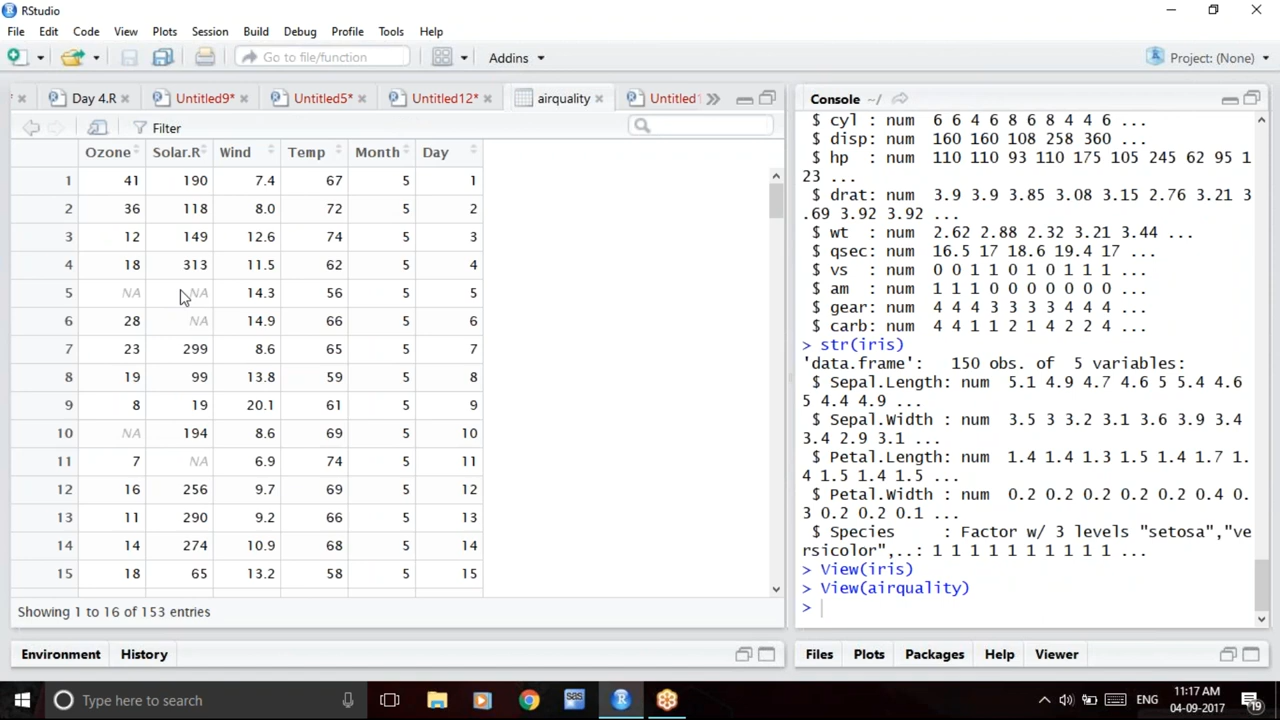 RStudio
File Edit Code View Plots Session Build Debug Profile Tools Help
Go to file/function Addins Project: (None)
Day 4.R Untitled9* Untitled5* Untitled12* airquality Untitled1
Filter
Ozone Solar.R Wind Temp Month Day
1 41 190 7.4 67 5 1
2 36 118 8.0 72 5 2
3 12 149 12.6 74 5 3
4 18 313 11.5 62 5 4
5 NA NA 14.3 56 5 5
6 28 NA 14.9 66 5 6
7 23 299 8.6 65 5 7
8 19 99 13.8 59 5 8
9 8 19 20.1 61 5 9
10 NA 194 8.6 69 5 10
11 7 NA 6.9 74 5 11
12 16 256 9.7 69 5 12
13 11 290 9.2 66 5 13
14 14 274 10.9 68 5 14
15 18 65 13.2 58 5 15
Showing 1 to 16 of 153 entries
Environment History
Console ~/
$ cyl : num 6 6 4 6 8 6 8 4 4 6 ...
$ disp: num 160 160 108 258 360 ...
$ hp : num 110 110 93 110 175 105 245 62 95 1
23 ...
$ drat: num 3.9 3.9 3.85 3.08 3.15 2.76 3.21 3
.69 3.92 3.92 ...
$ wt : num 2.62 2.88 2.32 3.21 3.44 ...
$ qsec: num 16.5 17 18.6 19.4 17 ...
$ vs : num 0 0 1 1 0 1 0 1 1 1 ...
$ am : num 1 1 1 0 0 0 0 0 0 0 ...
$ gear: num 4 4 4 3 3 3 3 4 4 4 ...
$ carb: num 4 4 1 1 2 1 4 2 2 4 ...
> str(iris)
'data.frame': 150 obs. of 5 variables:
$ Sepal.Length: num 5.1 4.9 4.7 4.6 5 5.4 4.6
5 4.4 4.9 ...
$ Sepal.Width : num 3.5 3 3.2 3.1 3.6 3.9 3.4
3.4 2.9 3.1 ...
$ Petal.Length: num 1.4 1.4 1.3 1.5 1.4 1.7 1.
4 1.5 1.4 1.5 ...
$ Petal.Width : num 0.2 0.2 0.2 0.2 0.2 0.4 0.
3 0.2 0.2 0.1 ...
$ Species : Factor w/ 3 levels "setosa","ve
rsicolor",..: 1 1 1 1 1 1 1 1 1 1 ...
> View(iris)
> View(airquality)
>
Files Plots Packages Help Viewer
Type here to search sas ENG 11:17 AM
04-09-2017 19